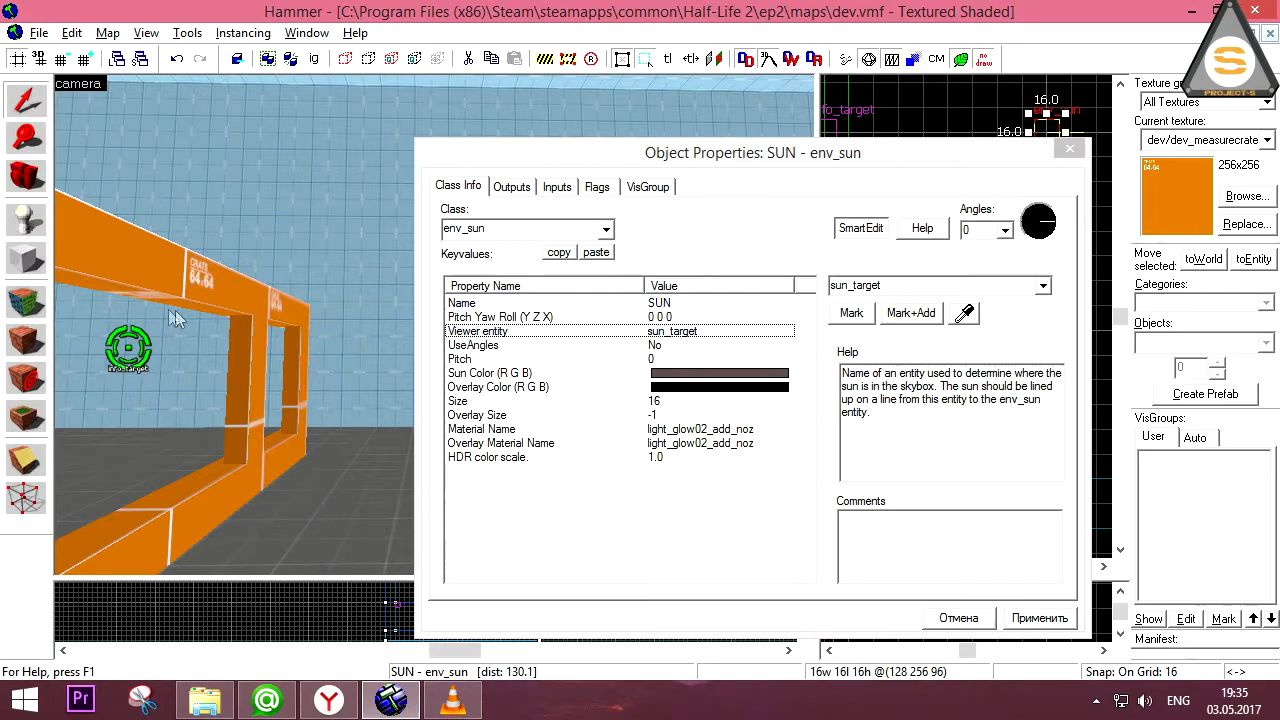 Hammer - [C:\Program Files (x86)\Steam\steamapps\common\Half-Life 2\ep2\maps\dev.vmf - Textured Shaded]
File Edit Map View Tools Instancing Window Help
camera
CRATE
64:64
info_target
16.0
16.0
Object Properties: SUN - env_sun
Class Info Outputs Inputs Flags VisGroup
Class:
env_sun
SmartEdit
Help
Angles:
0
Keyvalues:
copy
paste
Property Name Value
Name SUN
Pitch Yaw Roll (Y Z X) 0 0 0
Viewer entity sun_target
UseAngles No
Pitch 0
Sun Color (R G B)
Overlay Color (R G B)
Size 16
Overlay Size -1
Material Name light_glow02_add_noz
Overlay Material Name light_glow02_add_noz
HDR color scale. 1.0
sun_target
Mark
Mark+Add
Help
Name of an entity used to determine where the
sun is in the skybox. The sun should be lined
up on a line from this entity to the env_sun
entity.
Comments
Отмена
Применить
PROJECT-S
All Textures
Current texture:
dev/dev_measurecrate
256x256
Browse...
Replace...
Move
selected:
toWorld
toEntity
Categories:
Objects:
0
Create Prefab
VisGroups:
User
Auto
Show
Edit
Mark
Manifest:
For Help, press F1
SUN - env_sun [dist: 130.1]
16w 16l 16h @(128 256 96)
Snap: On Grid: 16
<->
Pr
ENG
19:35
03.05.2017